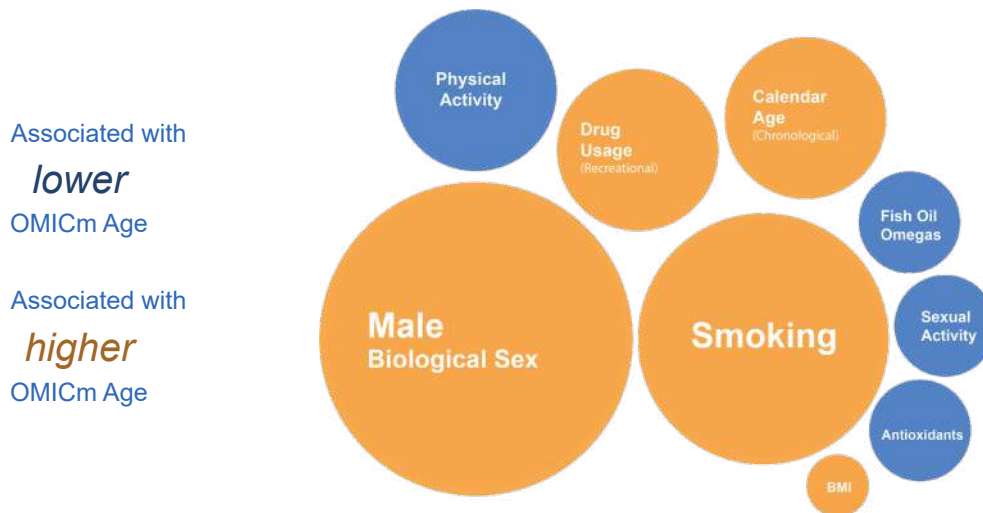 Associated with
lower
OMICm Age
Associated with
higher
OMICm Age
Physical
Activity
Drug
Usage
(Recreational)
Calendar
Age
(Chronological)
Fish Oil
Omegas
Male
Biological Sex
Smoking
Sexual
Activity
Antioxidants
BMI